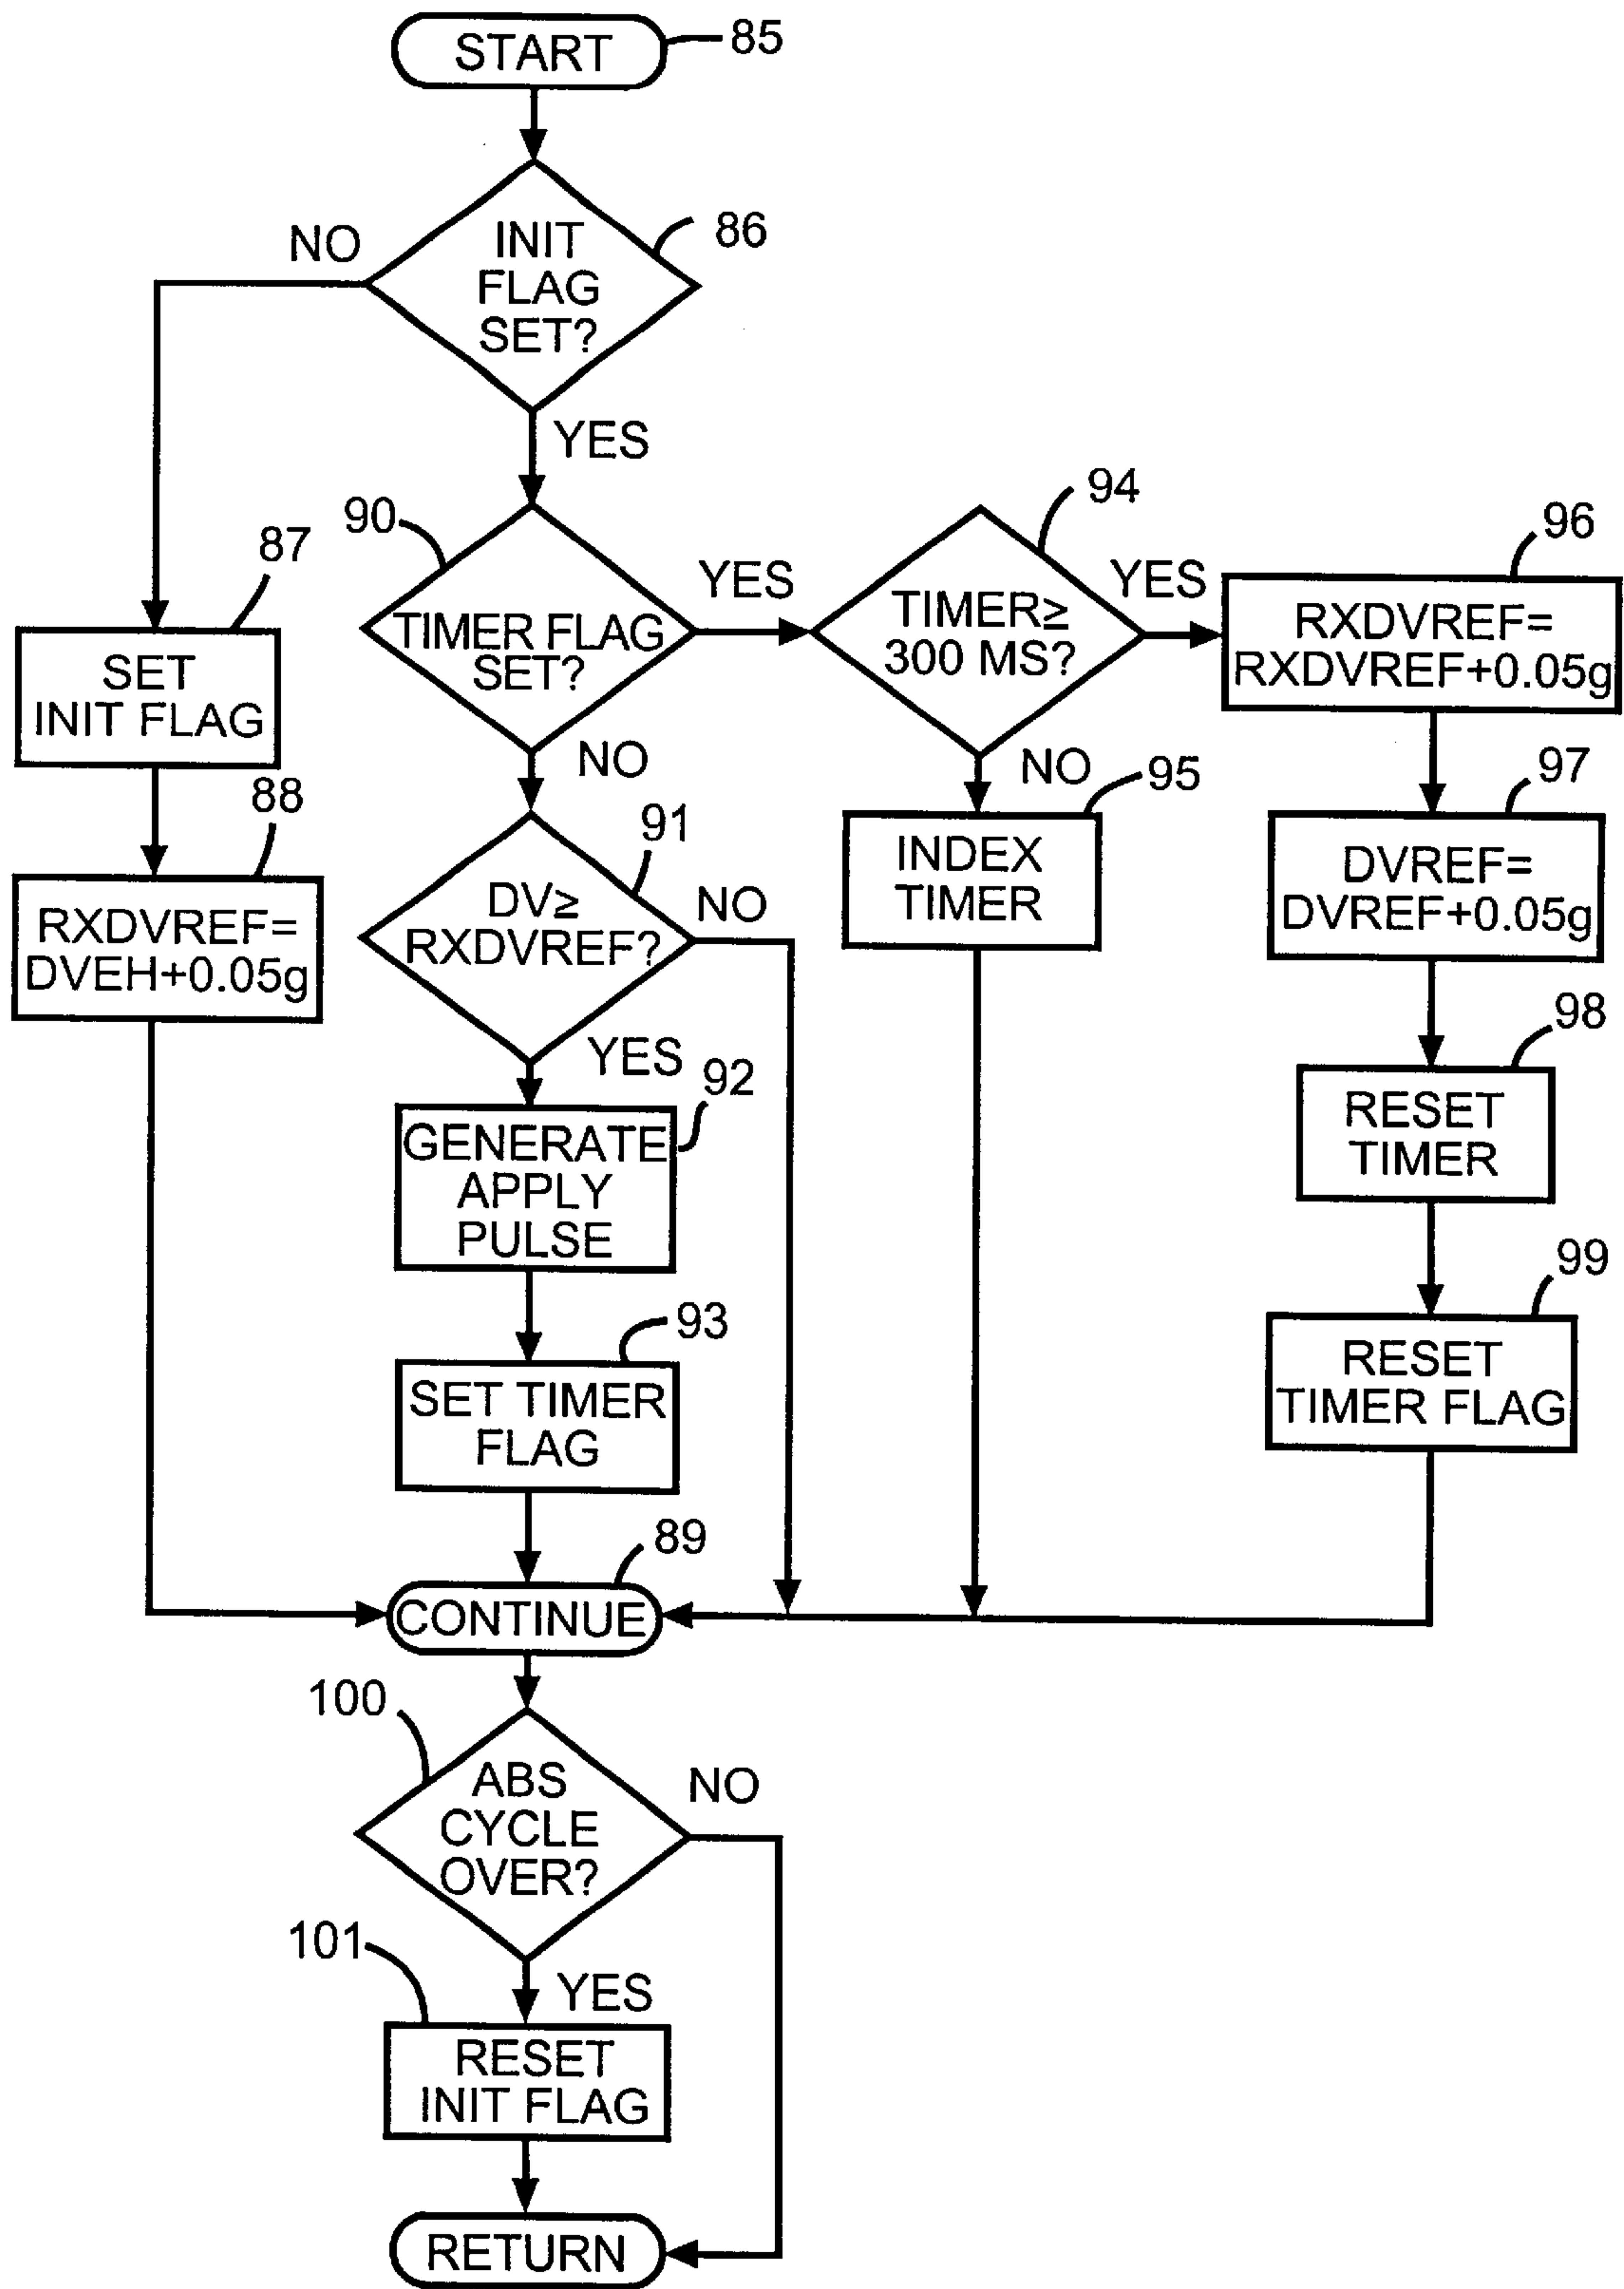 START
85
INIT
FLAG
SET?
86
NO
YES
90
TIMER FLAG
SET?
YES
NO
94
TIMER≥
300 MS?
YES
NO
96
RXDVREF=
RXDVREF+0.05g
87
SET
INIT FLAG
88
RXDVREF=
DVEH+0.05g
91
DV≥
RXDVREF?
NO
YES
95
INDEX
TIMER
97
DVREF=
DVREF+0.05g
92
GENERATE
APPLY
PULSE
98
RESET
TIMER
93
SET TIMER
FLAG
99
RESET
TIMER FLAG
89
CONTINUE
100
ABS
CYCLE
OVER?
NO
YES
101
RESET
INIT FLAG
RETURN